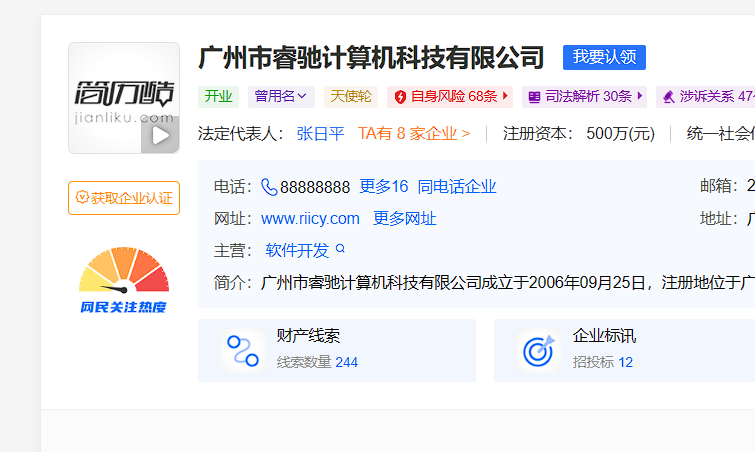 广州市睿驰计算机科技有限公司 我要认领
简历酷
jianliku.com
开业 曾用名 天使轮 自身风险 68条 司法解析 30条 涉诉关系 47
法定代表人： 张日平 TA有 8 家企业 > 注册资本： 500万(元) 统一社会
获取企业认证
电话： 88888888 更多16 同电话企业 邮箱： 2
网址： www.riicy.com 更多网址 地址：
主营： 软件开发
简介： 广州市睿驰计算机科技有限公司成立于2006年09月25日，注册地位于广
网民关注热度
财产线索 企业标讯
线索数量 244 招投标 12